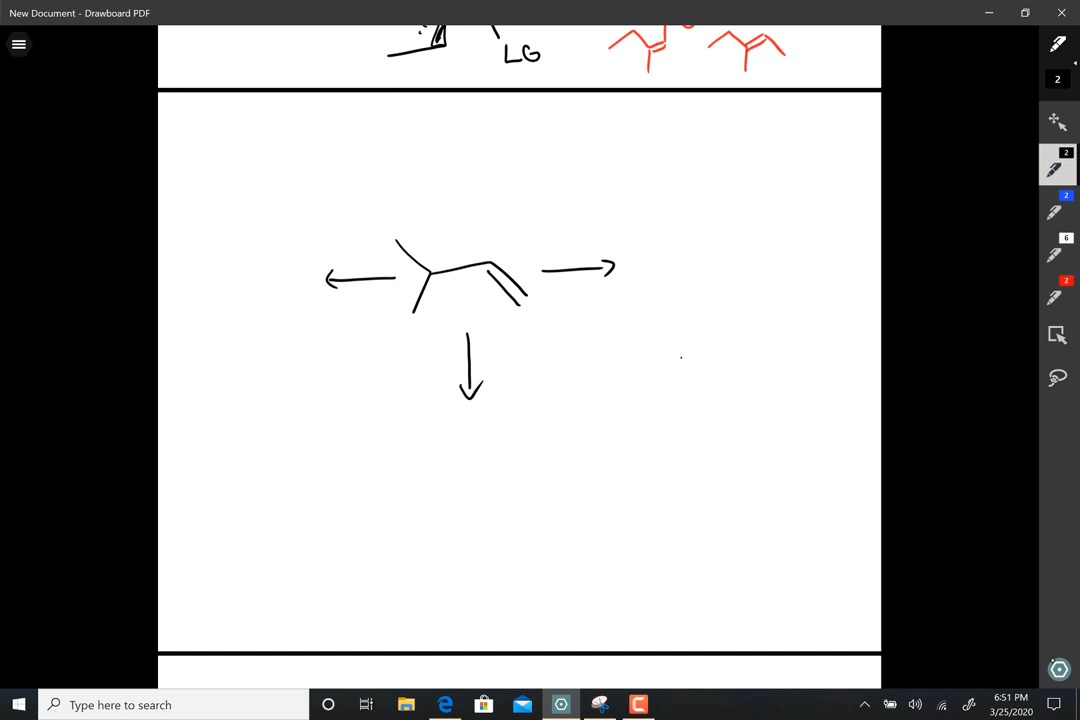 New Document - Drawboard PDF
2
LG
2
2
6
2
Type here to search
6:51 PM
3/25/2020